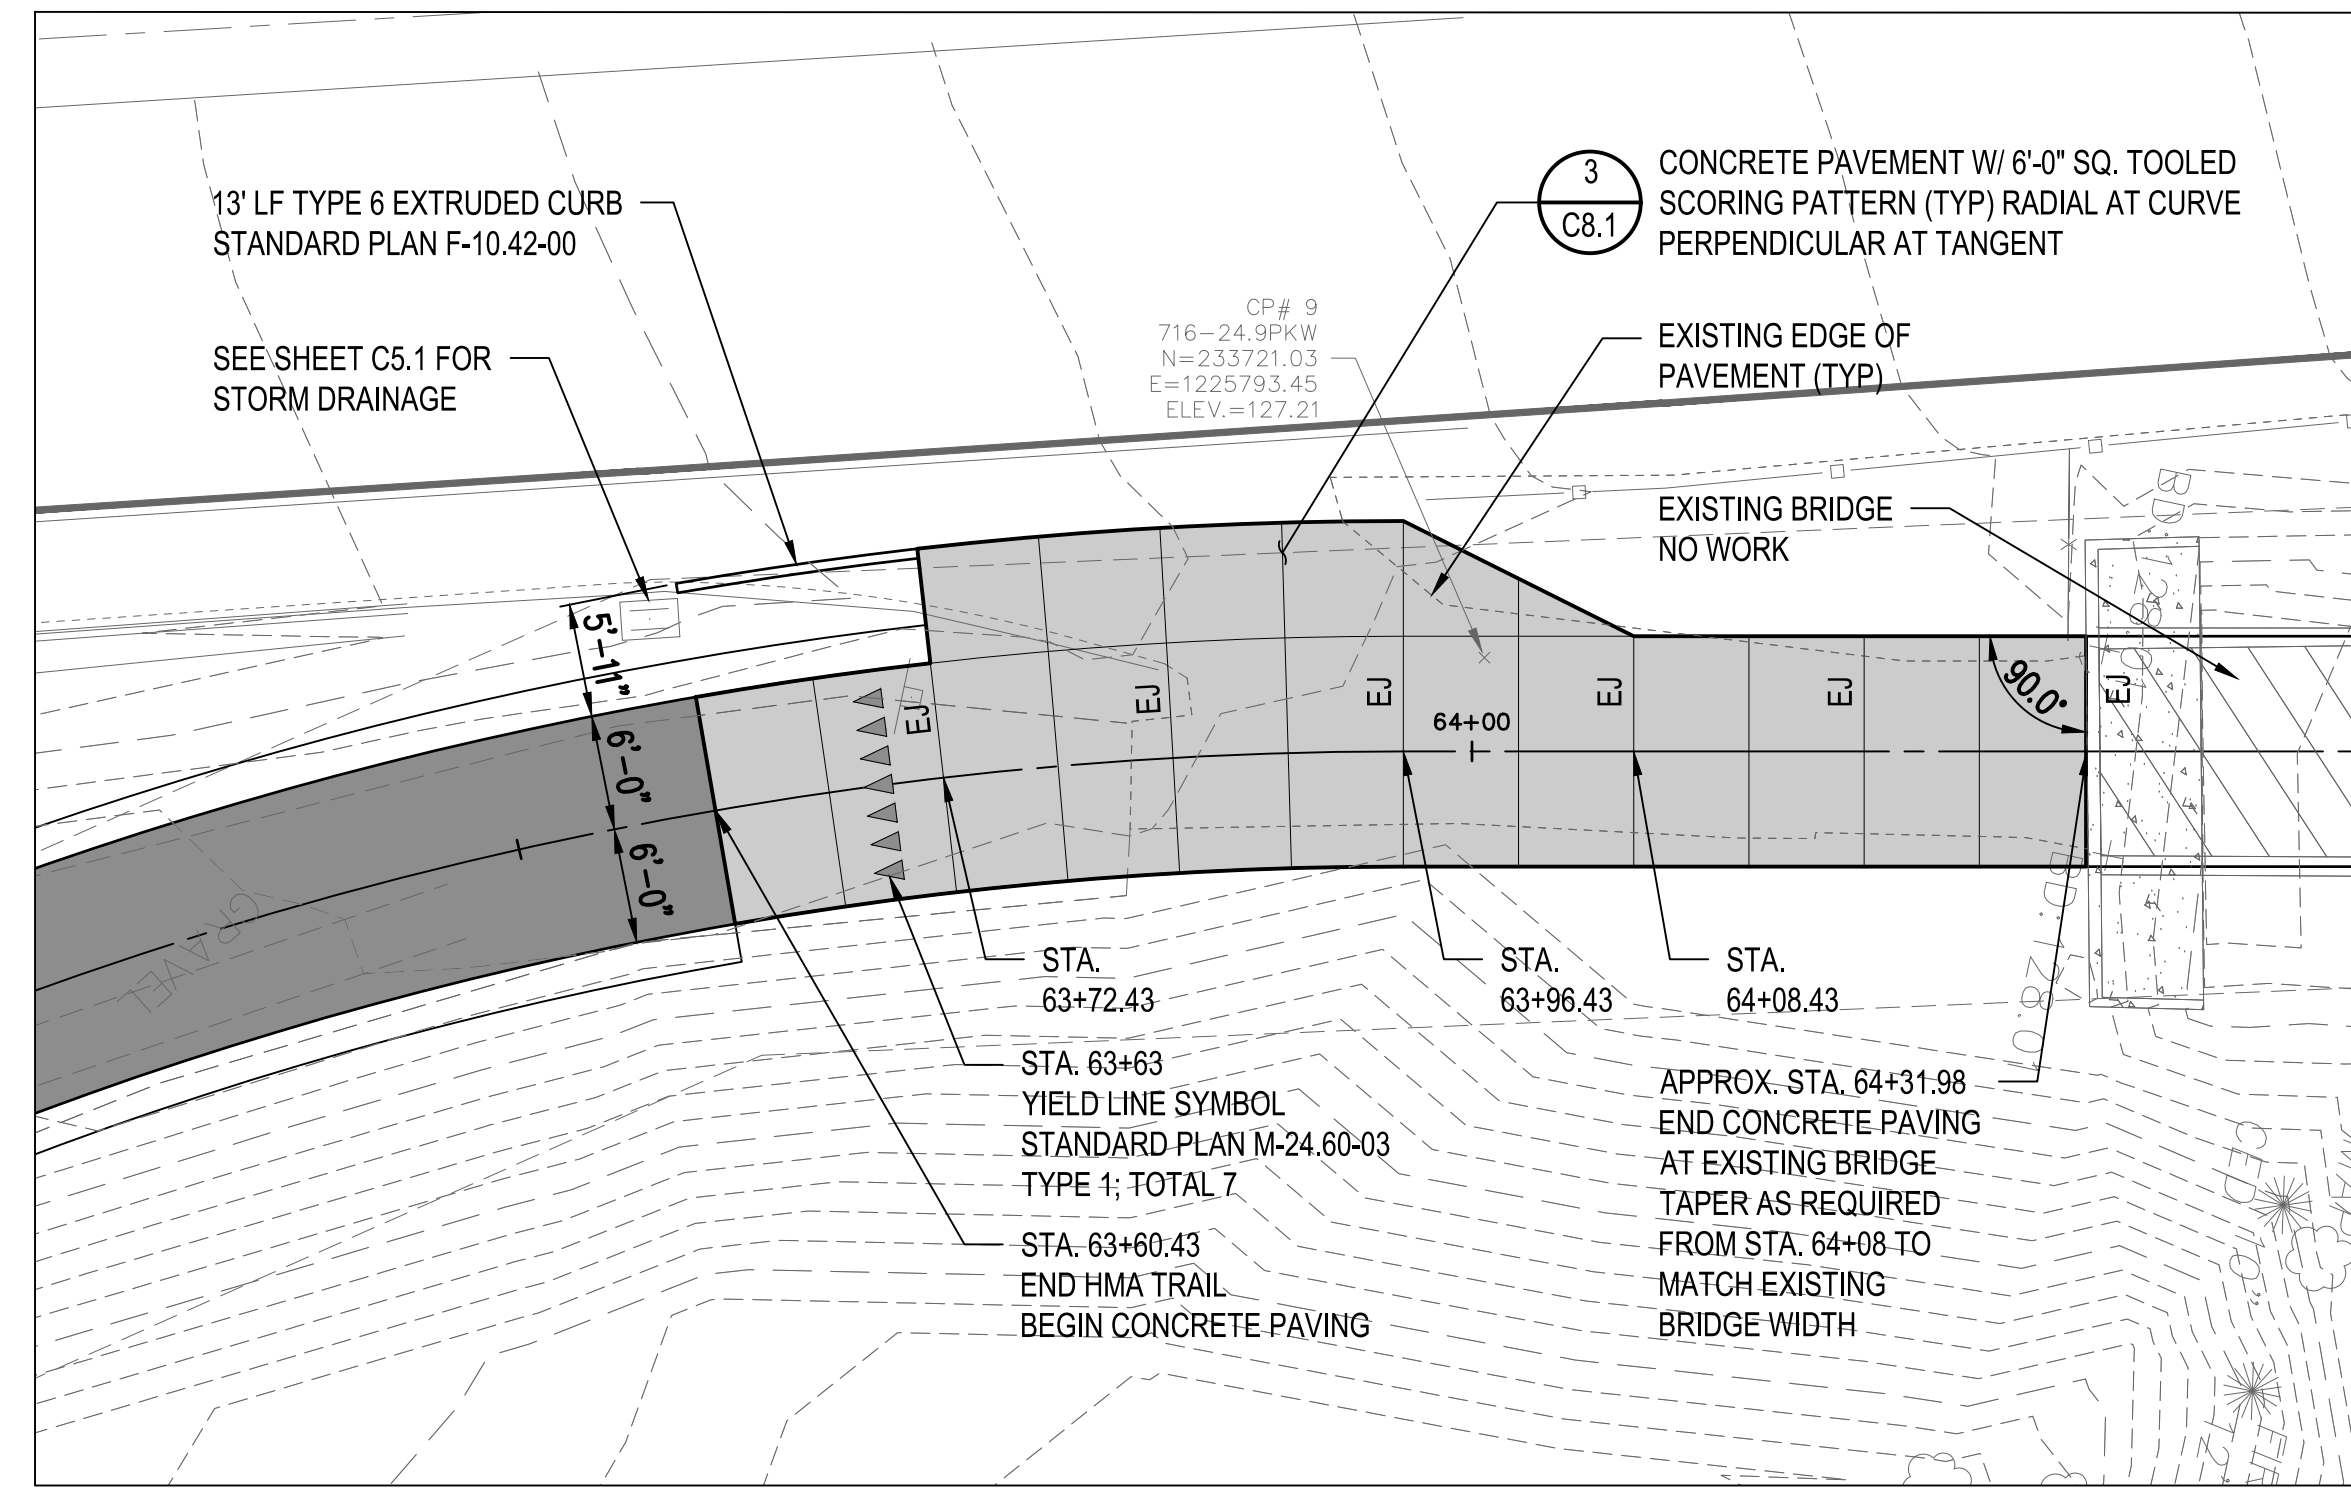 13' LF TYPE 6 EXTRUDED CURB
STANDARD PLAN F-10.42-00
3
C8.1
CONCRETE PAVEMENT W/ 6'-0" SQ. TOOLED
SCORING PATTERN (TYP) RADIAL AT CURVE
PERPENDICULAR AT TANGENT
SEE SHEET C5.1 FOR
STORM DRAINAGE
CP# 9
716-24.9PKW
N=233721.03
E=1225793.45
ELEV.=127.21
EXISTING EDGE OF
PAVEMENT (TYP)
EXISTING BRIDGE
NO WORK
5'-11"
6'-0"
6'-0"
EJ
EJ
EJ
EJ
EJ
EJ
64+00
90.0°
GRAVEL
STA.
63+72.43
STA.
63+96.43
STA.
64+08.43
STA. 63+63
YIELD LINE SYMBOL
STANDARD PLAN M-24.60-03
TYPE 1; TOTAL 7
STA. 63+60.43
END HMA TRAIL
BEGIN CONCRETE PAVING
APPROX. STA. 64+31.98
END CONCRETE PAVING
AT EXISTING BRIDGE
TAPER AS REQUIRED
FROM STA. 64+08 TO
MATCH EXISTING
BRIDGE WIDTH